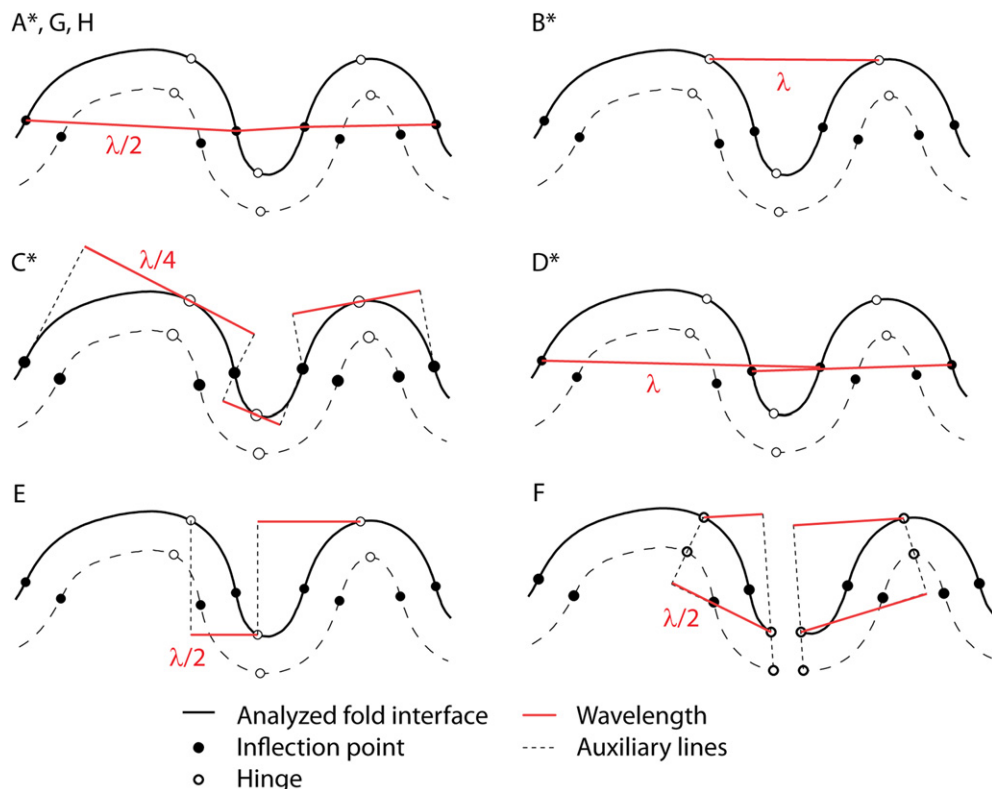 A*, G, H
B*
λ/2
λ
C*
λ/4
D*
λ
E
F
λ/2
λ/2
Analyzed fold interface
Wavelength
Inflection point
Auxiliary lines
Hinge